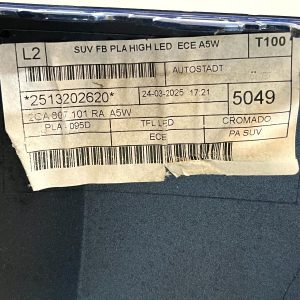 L2 SUV FB PLA HIGH LED ECE A5W T100
AUTOSTADT
*2513202620* 24-03-2025 17:21 5049
2CA 807 101 RA A5W
PLA - 095D TFL LED CROMADO
ECE PA SUV